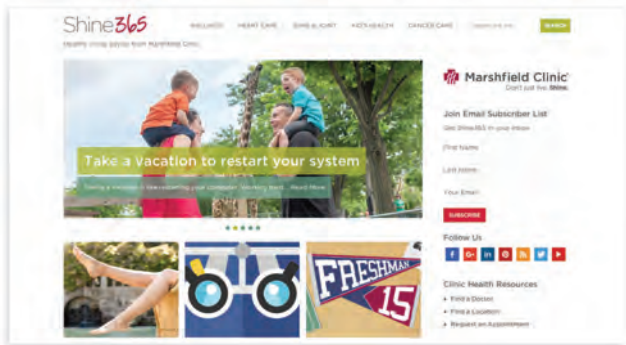 Shine365
WELLNESS HEART CARE BONE & JOINT KIDS HEALTH CANCER CARE
SEARCH
Healthy living advice from Marshfield Clinic
Marshfield Clinic
Don't just live. Shine.
Take a vacation to restart your system
Read More
Join Email Subscriber List
Get Shine365 in your inbox
First Name
Last Name
Your Email
SUBSCRIBE
Follow Us
FRESHMAN
15
Clinic Health Resources
Find a Doctor
Find a Location
Request an Appointment